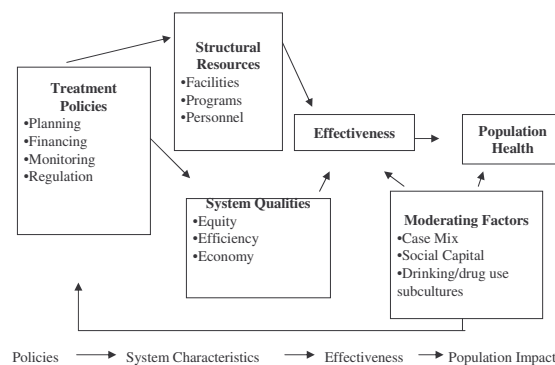 Structural
Resources
•Facilities
•Programs
•Personnel
Treatment
Policies
•Planning
•Financing
•Monitoring
•Regulation
Effectiveness
Population
Health
System Qualities
•Equity
•Efficiency
•Economy
Moderating Factors
•Case Mix
•Social Capital
•Drinking/drug use
subcultures
Policies System Characteristics Effectiveness Population Impact